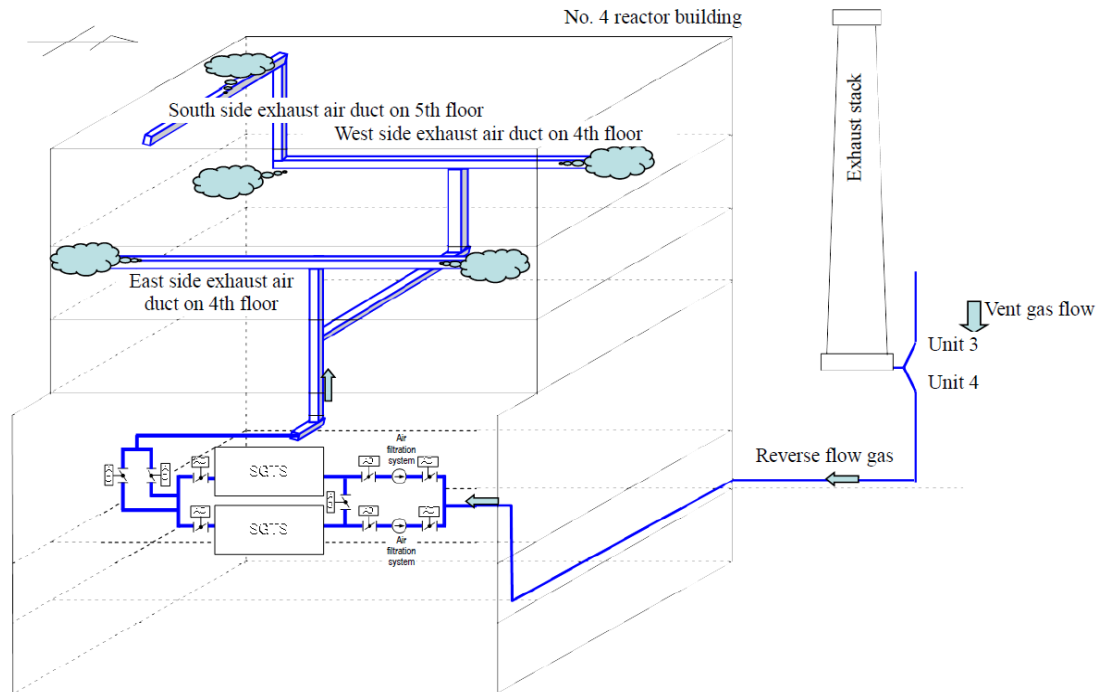 No. 4 reactor building
South side exhaust air duct on 5th floor
West side exhaust air duct on 4th floor
Exhaust stack
East side exhaust air
duct on 4th floor
Vent gas flow
Unit 3
Unit 4
Reverse flow gas
Air
filtration
system
SGTS
SGTS
Air
filtration
system